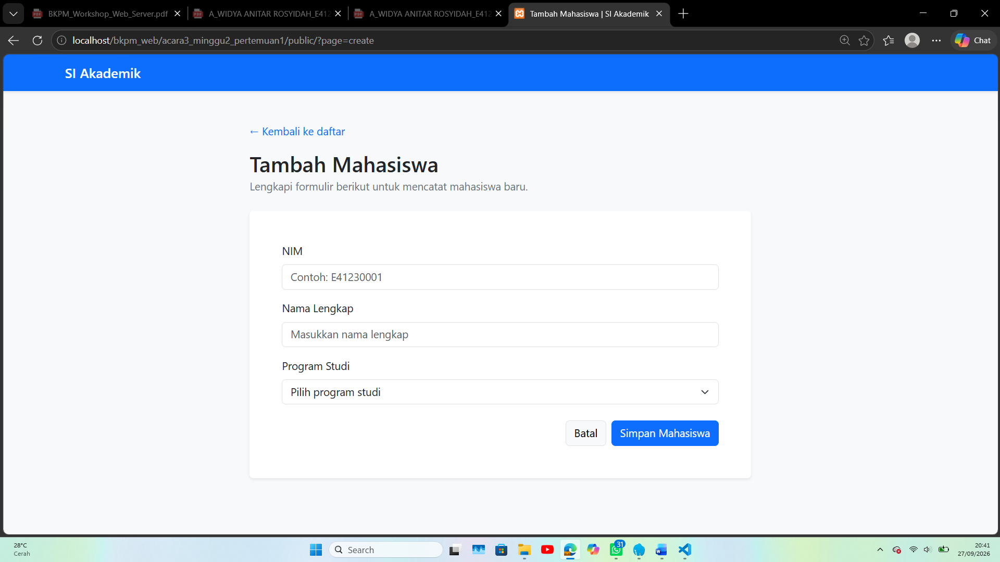 BKPM_Workshop_Web_Server.pdf
A_WIDYA ANITAR ROSYIDAH_E412
A_WIDYA ANITAR ROSYIDAH_E412
Tambah Mahasiswa | SI Akademik
localhost/bkpm_web/acara3_minggu2_pertemuan1/public/?page=create
Chat
SI Akademik
← Kembali ke daftar
Tambah Mahasiswa
Lengkapi formulir berikut untuk mencatat mahasiswa baru.
NIM
Contoh: E41230001
Nama Lengkap
Masukkan nama lengkap
Program Studi
Pilih program studi
Batal
Simpan Mahasiswa
28°C
Cerah
Search
31
20:41
27/09/2026